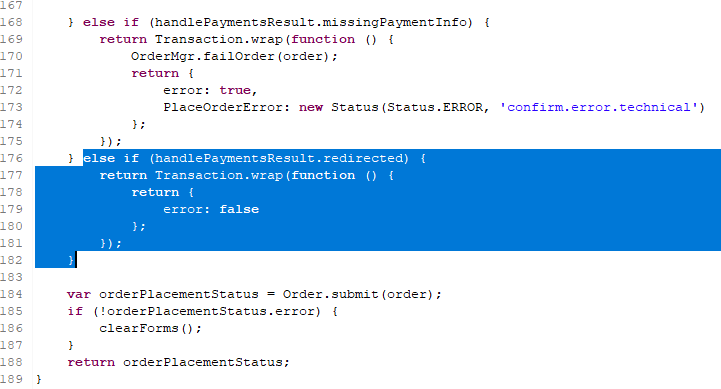 167
168 } else if (handlePaymentsResult.missingPaymentInfo) {
169 return Transaction.wrap(function () {
170 OrderMgr.failOrder(order);
171 return {
172 error: true,
173 PlaceOrderError: new Status(Status.ERROR, 'confirm.error.technical')
174 };
175 });
176 } else if (handlePaymentsResult.redirected) {
177 return Transaction.wrap(function () {
178 return {
179 error: false
180 };
181 });
182 }
183
184 var orderPlacementStatus = Order.submit(order);
185 if (!orderPlacementStatus.error) {
186 clearForms();
187 }
188 return orderPlacementStatus;
189 }